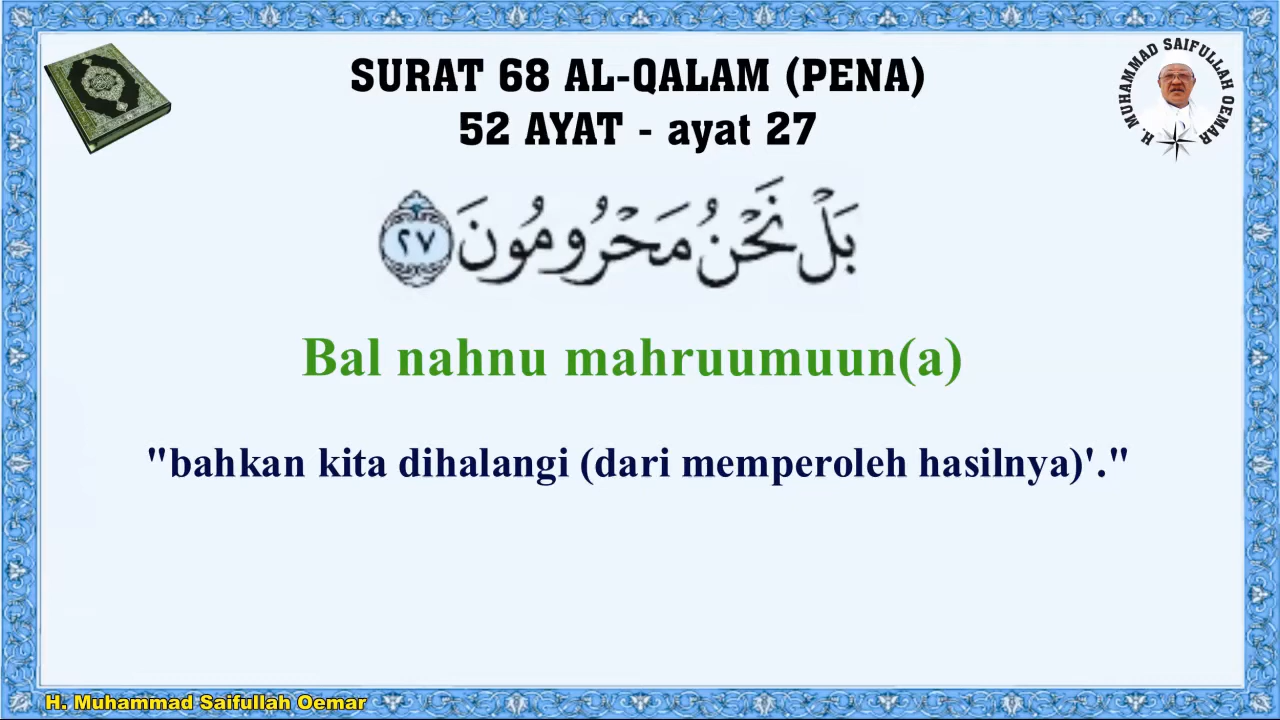 SURAT 68 AL-QALAM (PENA)
52 AYAT - ayat 27
H. MUHAMMAD SAIFULLAH OEMAR
بَلْ نَحْنُ مَحْرُومُونَ ٢٧
Bal nahnu mahruumuun(a)
"bahkan kita dihalangi (dari memperoleh hasilnya)'."
H. Muhammad Saifullah Oemar